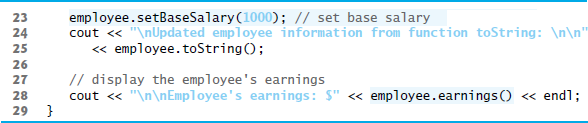 23 employee.setBaseSalary(1000); // set base salary
24 cout << "\nUpdated employee information from function toString: \n\n"
25 << employee.toString();
26
27 // display the employee's earnings
28 cout << "\n\nEmployee's earnings: $" << employee.earnings() << endl;
29 }